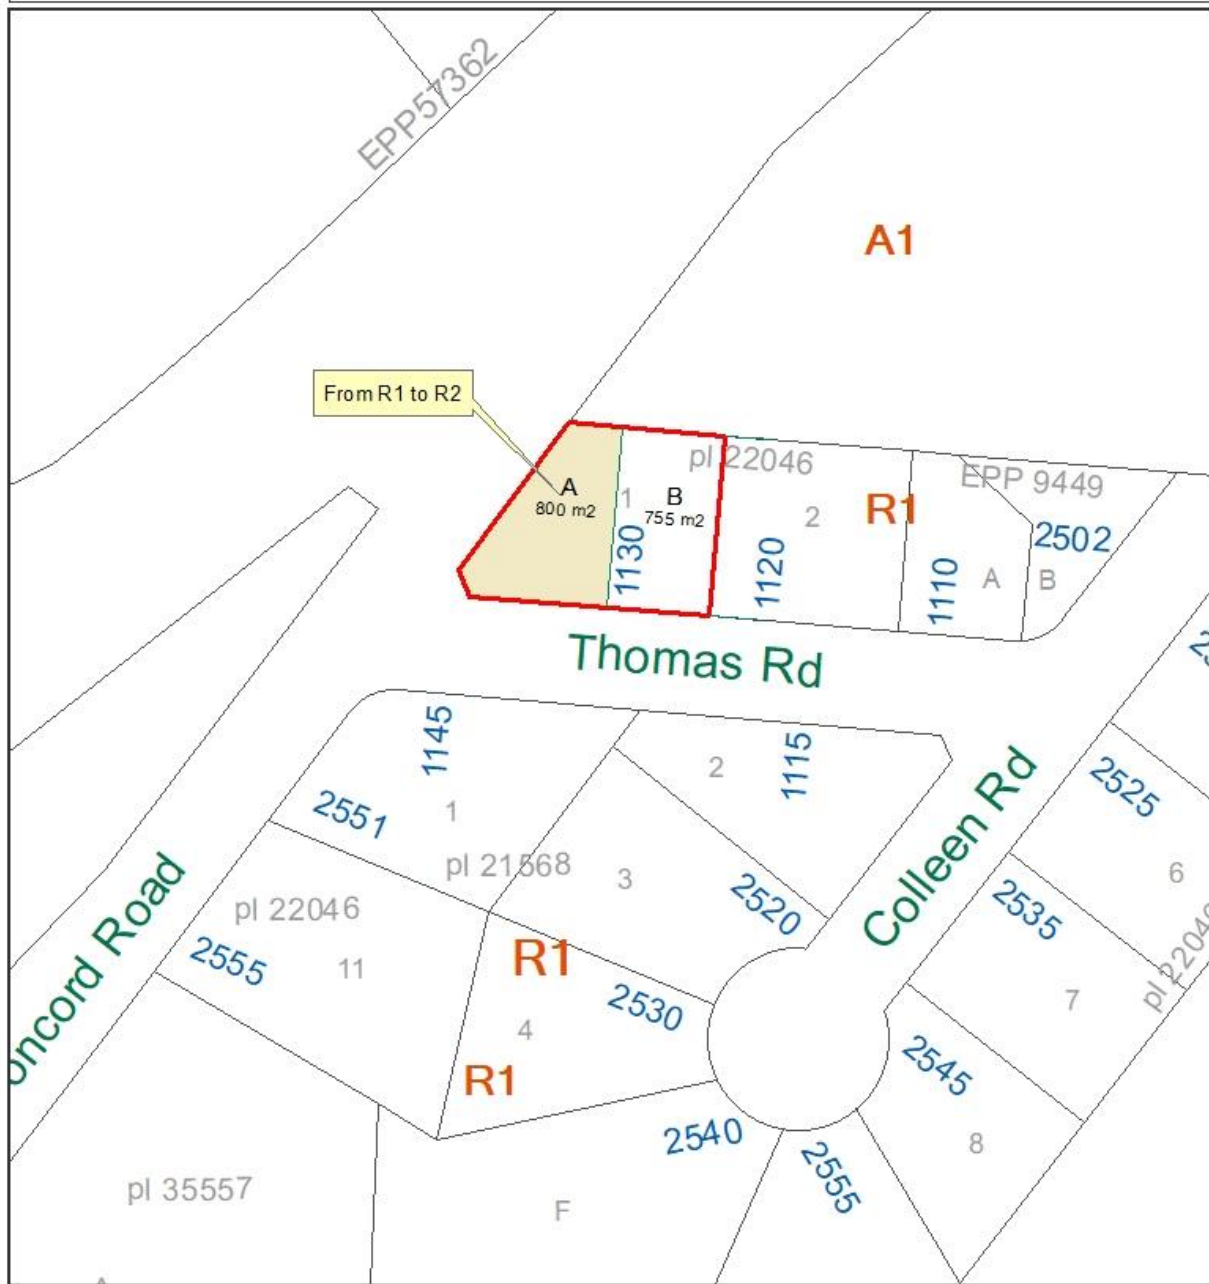 EPP57362
A1
From R1 to R2
A
800 m2
1
B
755 m2
pl 22046
1130
2
1120
R1
EPP 9449
2502
1110
A
B
Thomas Rd
1145
2
1115
2551
1
Colleen Rd
2525
6
pl 21568
3
2520
2535
pl 22046
11
2555
oncord Road
R1
2530
4
7
R1
2545
8
2540
2555
pl 35557
F